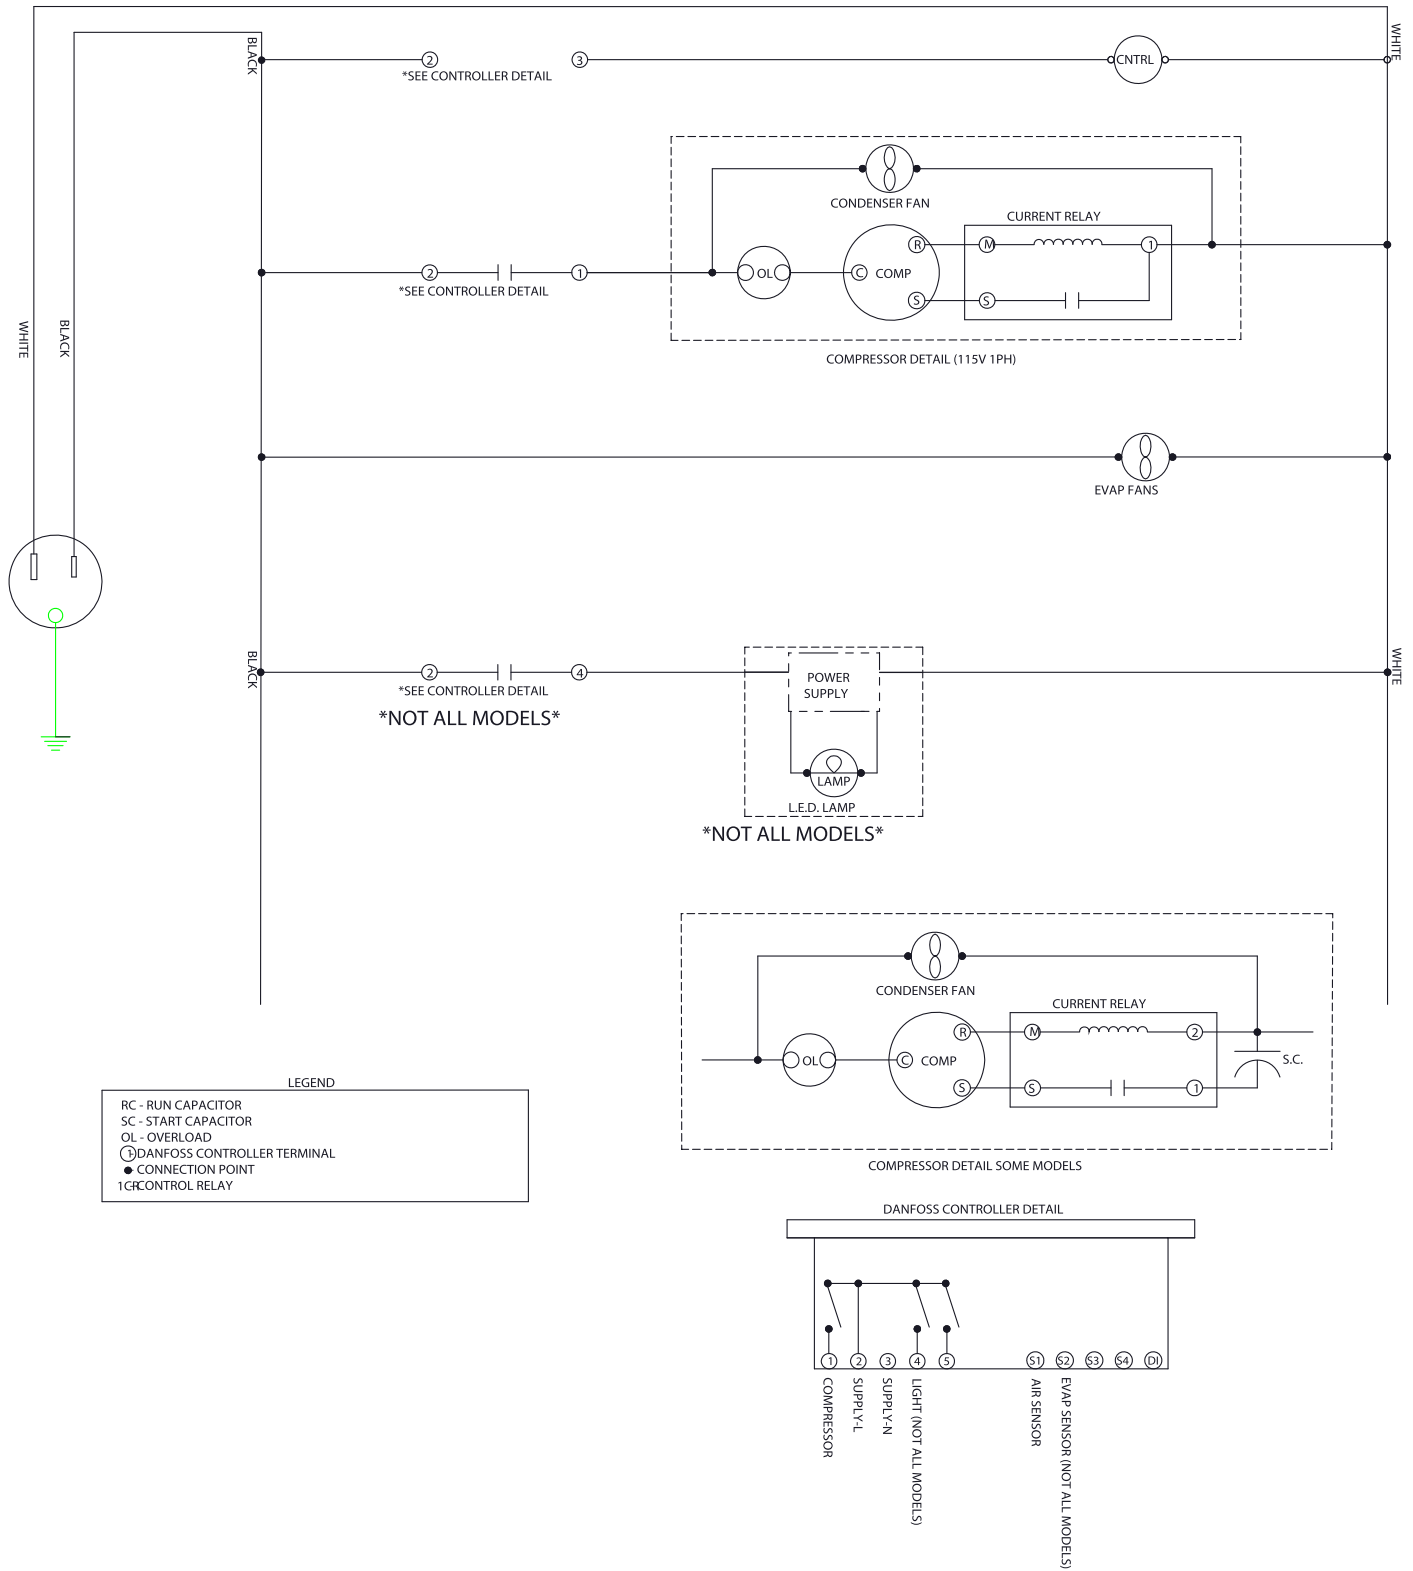 WHITE
BLACK
2
3
CNTRL
*SEE CONTROLLER DETAIL
CONDENSER FAN
CURRENT RELAY
R
M
1
2
1
OL
C
COMP
*SEE CONTROLLER DETAIL
S
S
COMPRESSOR DETAIL (115V 1PH)
WHITE
BLACK
EVAP FANS
BLACK
2
4
POWER
SUPPLY
WHITE
*SEE CONTROLLER DETAIL
*NOT ALL MODELS*
LAMP
L.E.D. LAMP
*NOT ALL MODELS*
CONDENSER FAN
CURRENT RELAY
R
M
2
OL
C
COMP
S.C.
S
S
1
COMPRESSOR DETAIL SOME MODELS
LEGEND
RC - RUN CAPACITOR
SC - START CAPACITOR
OL - OVERLOAD
1 -DANFOSS CONTROLLER TERMINAL
- CONNECTION POINT
1CR-CONTROL RELAY
DANFOSS CONTROLLER DETAIL
1 2 3 4 5 S1 S2 S3 S4 DI
COMPRESSOR
SUPPLY-L
SUPPLY-N
LIGHT (NOT ALL MODELS)
AIR SENSOR
EVAP SENSOR (NOT ALL MODELS)